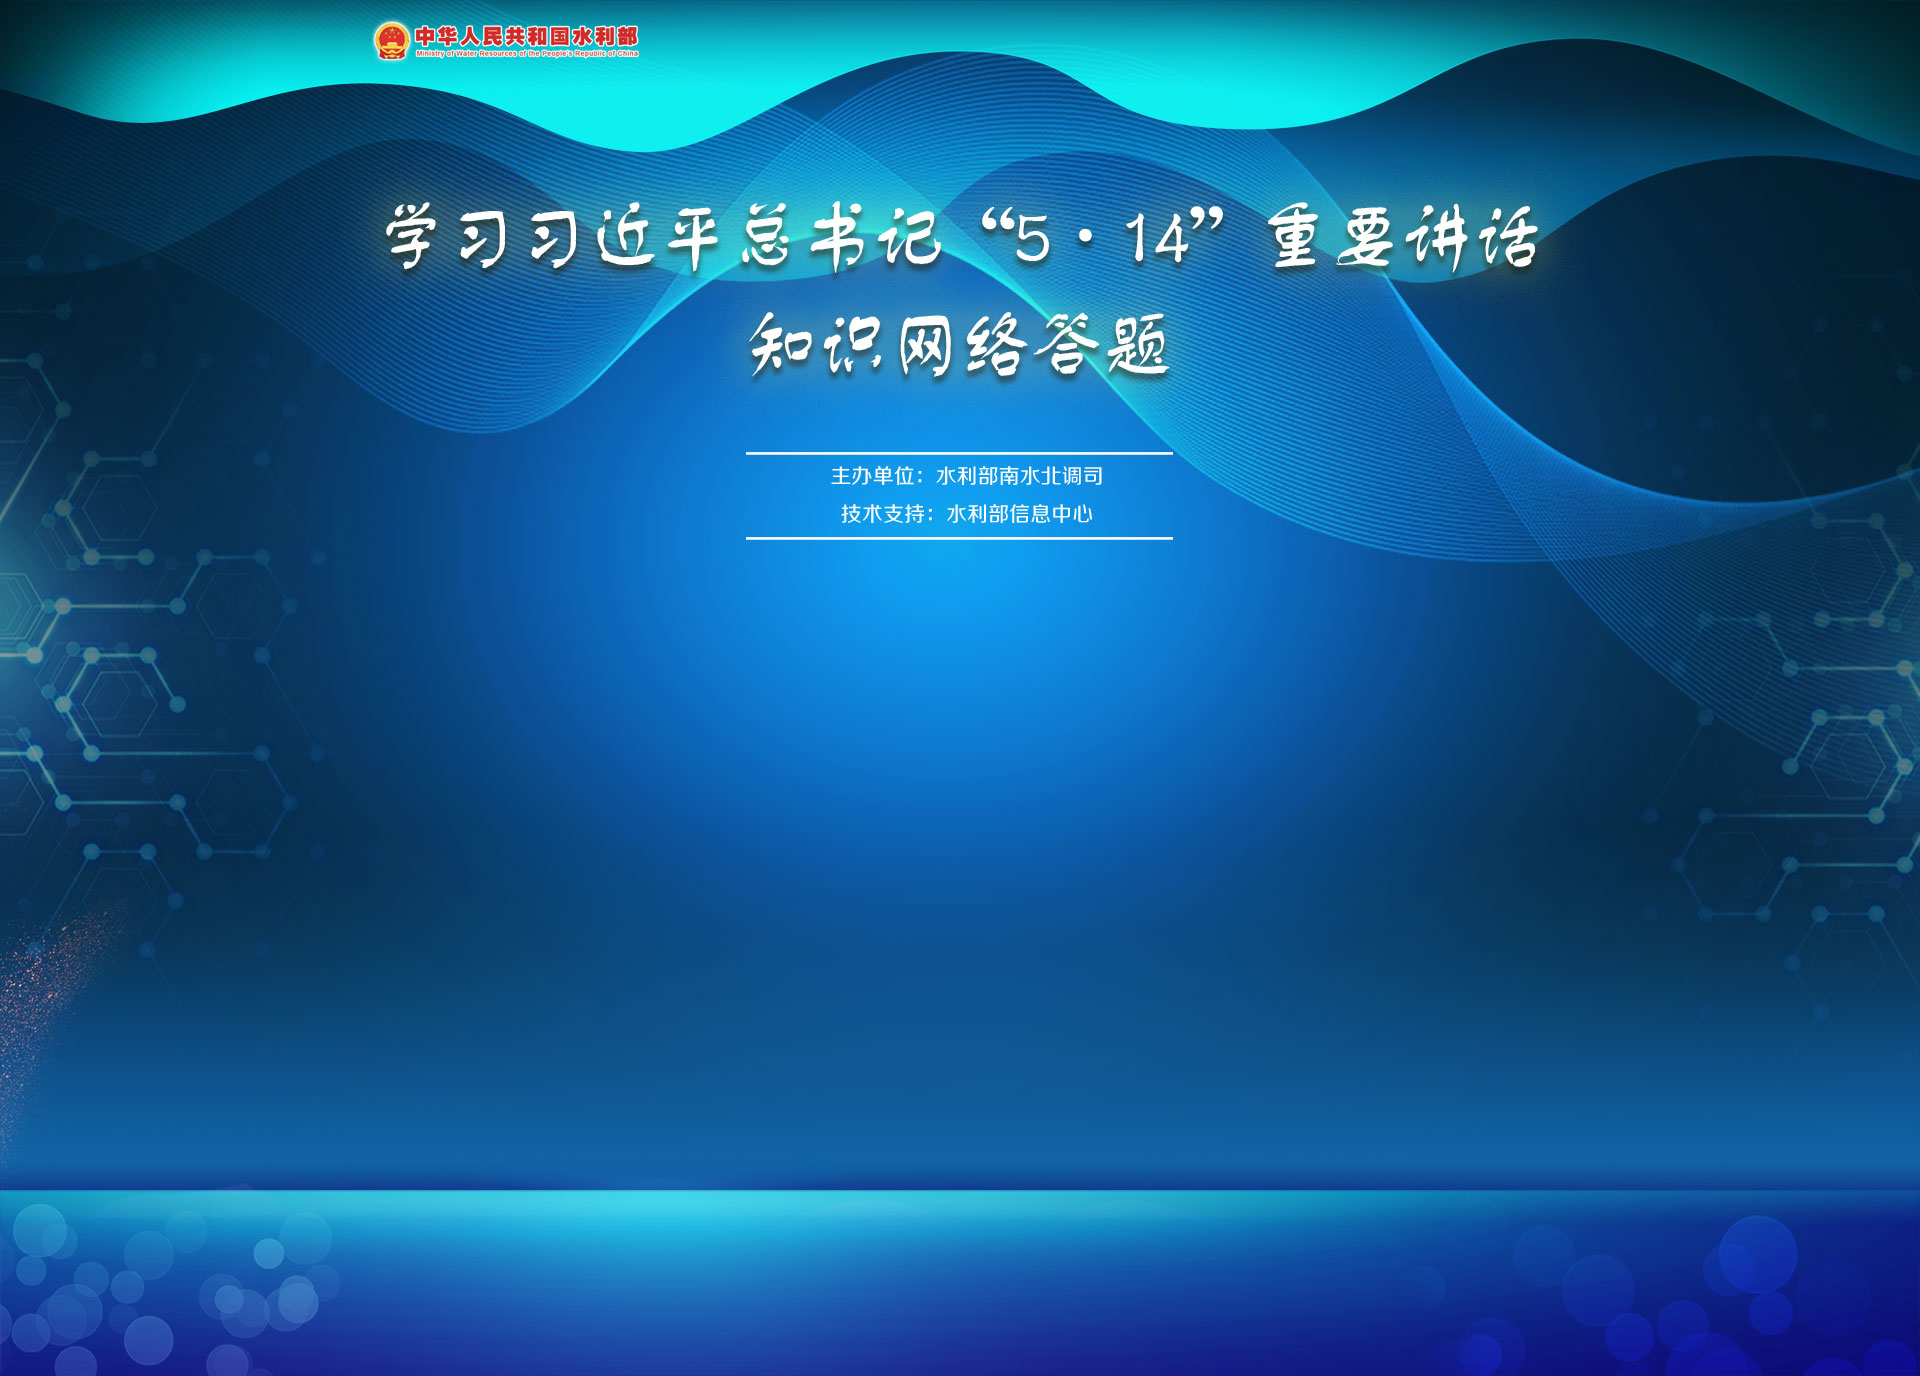 中华人民共和国水利部
Ministry of Water Resources of the People's Republic of China
学习习近平总书记“5·14”重要讲话
知识网络答题
主办单位：水利部南水北调司
技术支持：水利部信息中心